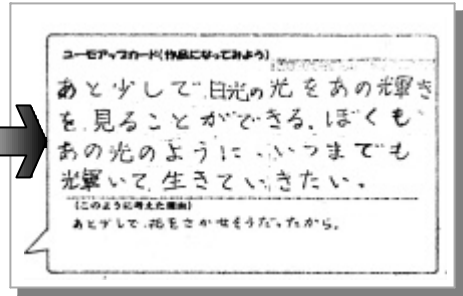 ユーモアップカード(作品になってみよう)
あと少しで、日光の光をあの輝き
を見ることができる。ぼくも
あの光のように、いつまでも
輝いて生きていきたい。
(このように考えた理由)
あと少しで、花をさかせそうだったから。